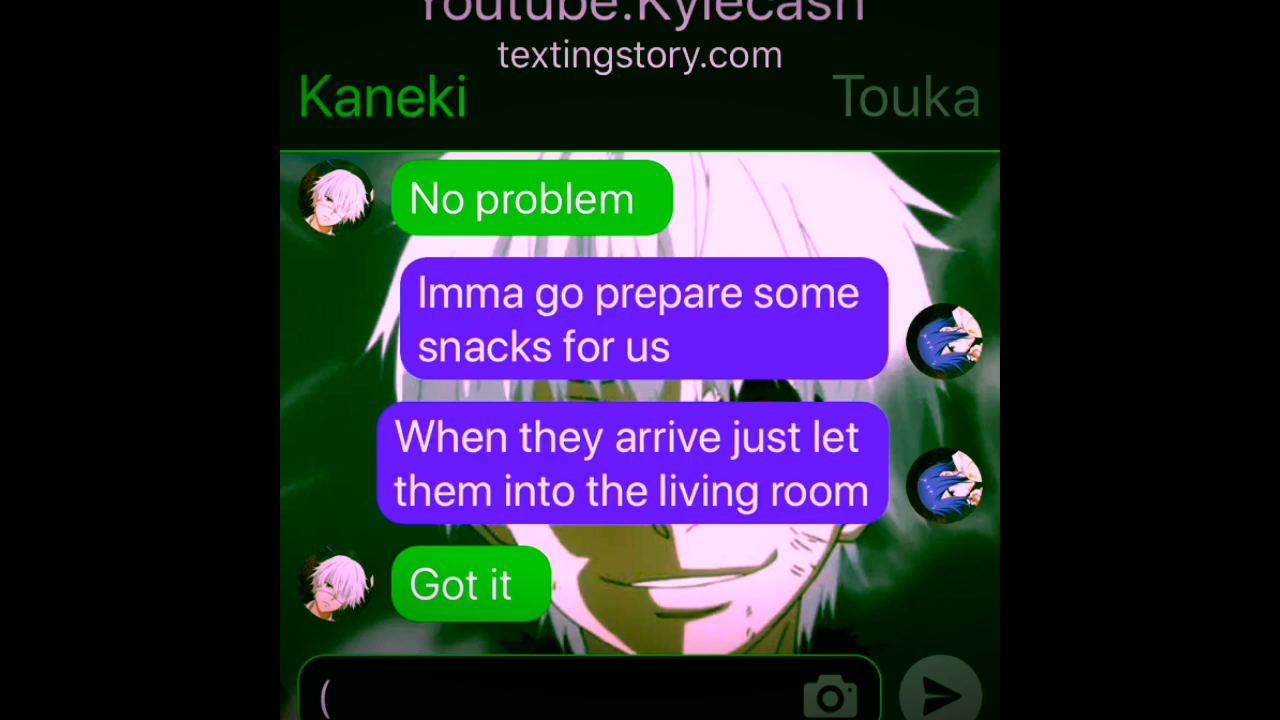 Youtube.Kylecash
textingstory.com
Kaneki
Touka
No problem
Imma go prepare some
snacks for us
When they arrive just let
them into the living room
Got it
(